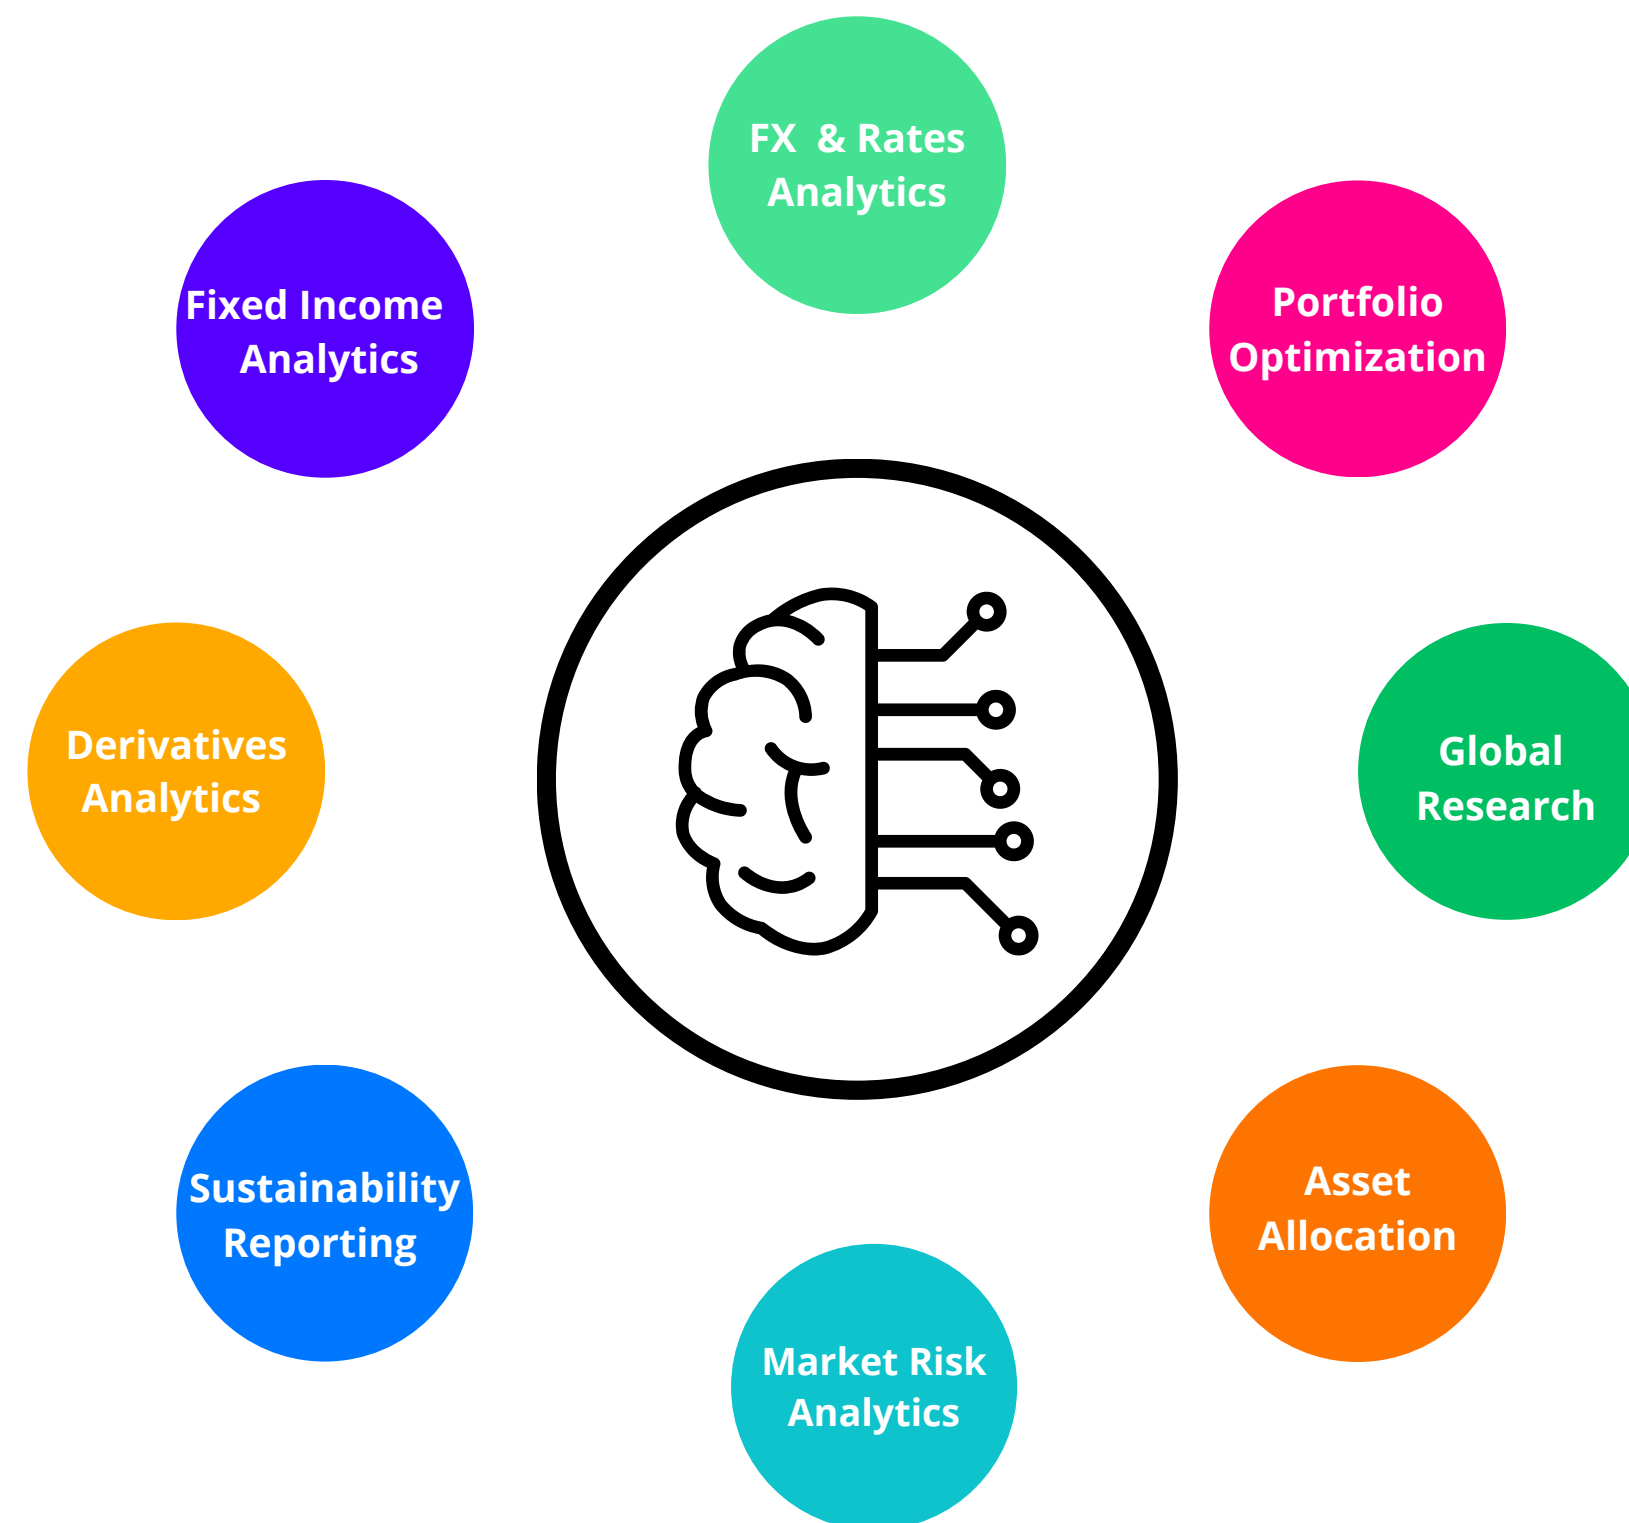 FX & Rates
Analytics
Portfolio
Optimization
Fixed Income
Analytics
Global
Research
Derivatives
Analytics
Asset
Allocation
Sustainability
Reporting
Market Risk
Analytics